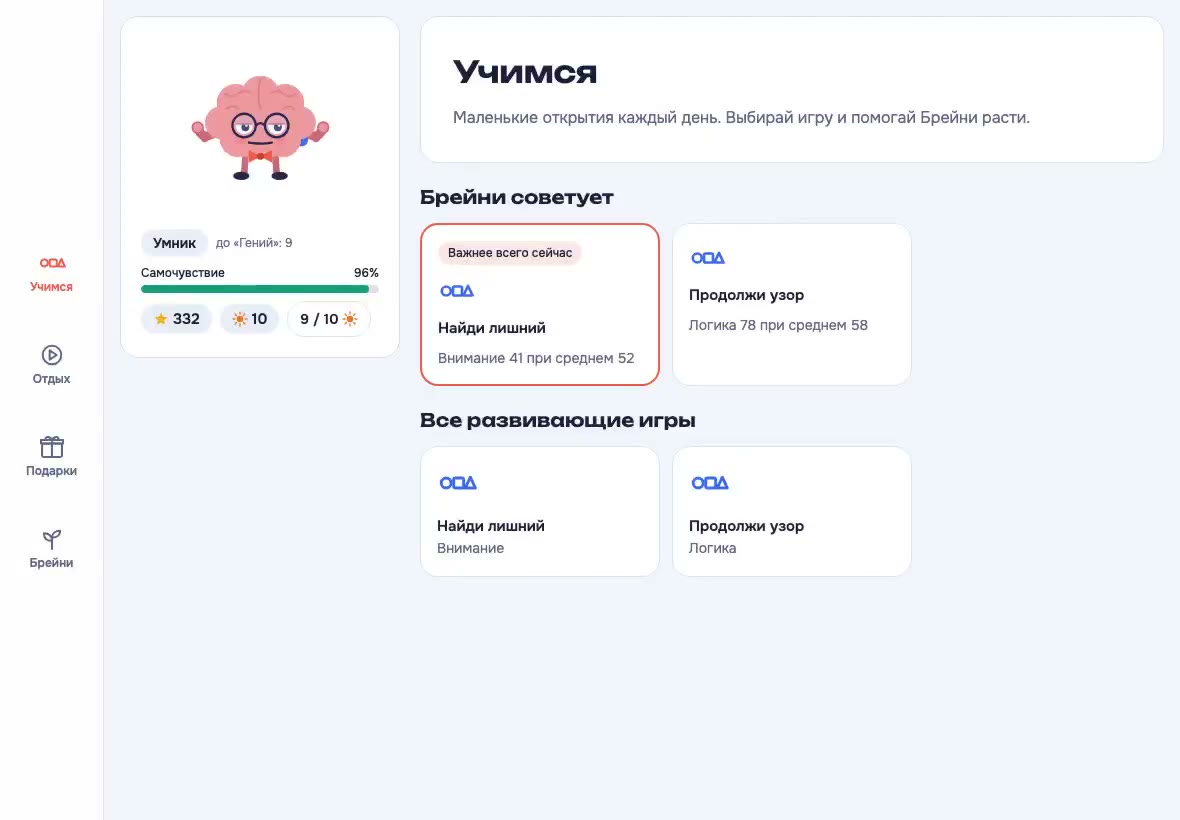 Учимся
Отдых
Подарки
Брейни
Умник до «Гений»: 9
Самочувствие 96%
332 10 9 / 10
Учимся
Маленькие открытия каждый день. Выбирай игру и помогай Брейни расти.
Брейни советует
Важнее всего сейчас
Найди лишний
Внимание 41 при среднем 52
Продолжи узор
Логика 78 при среднем 58
Все развивающие игры
Найди лишний
Внимание
Продолжи узор
Логика